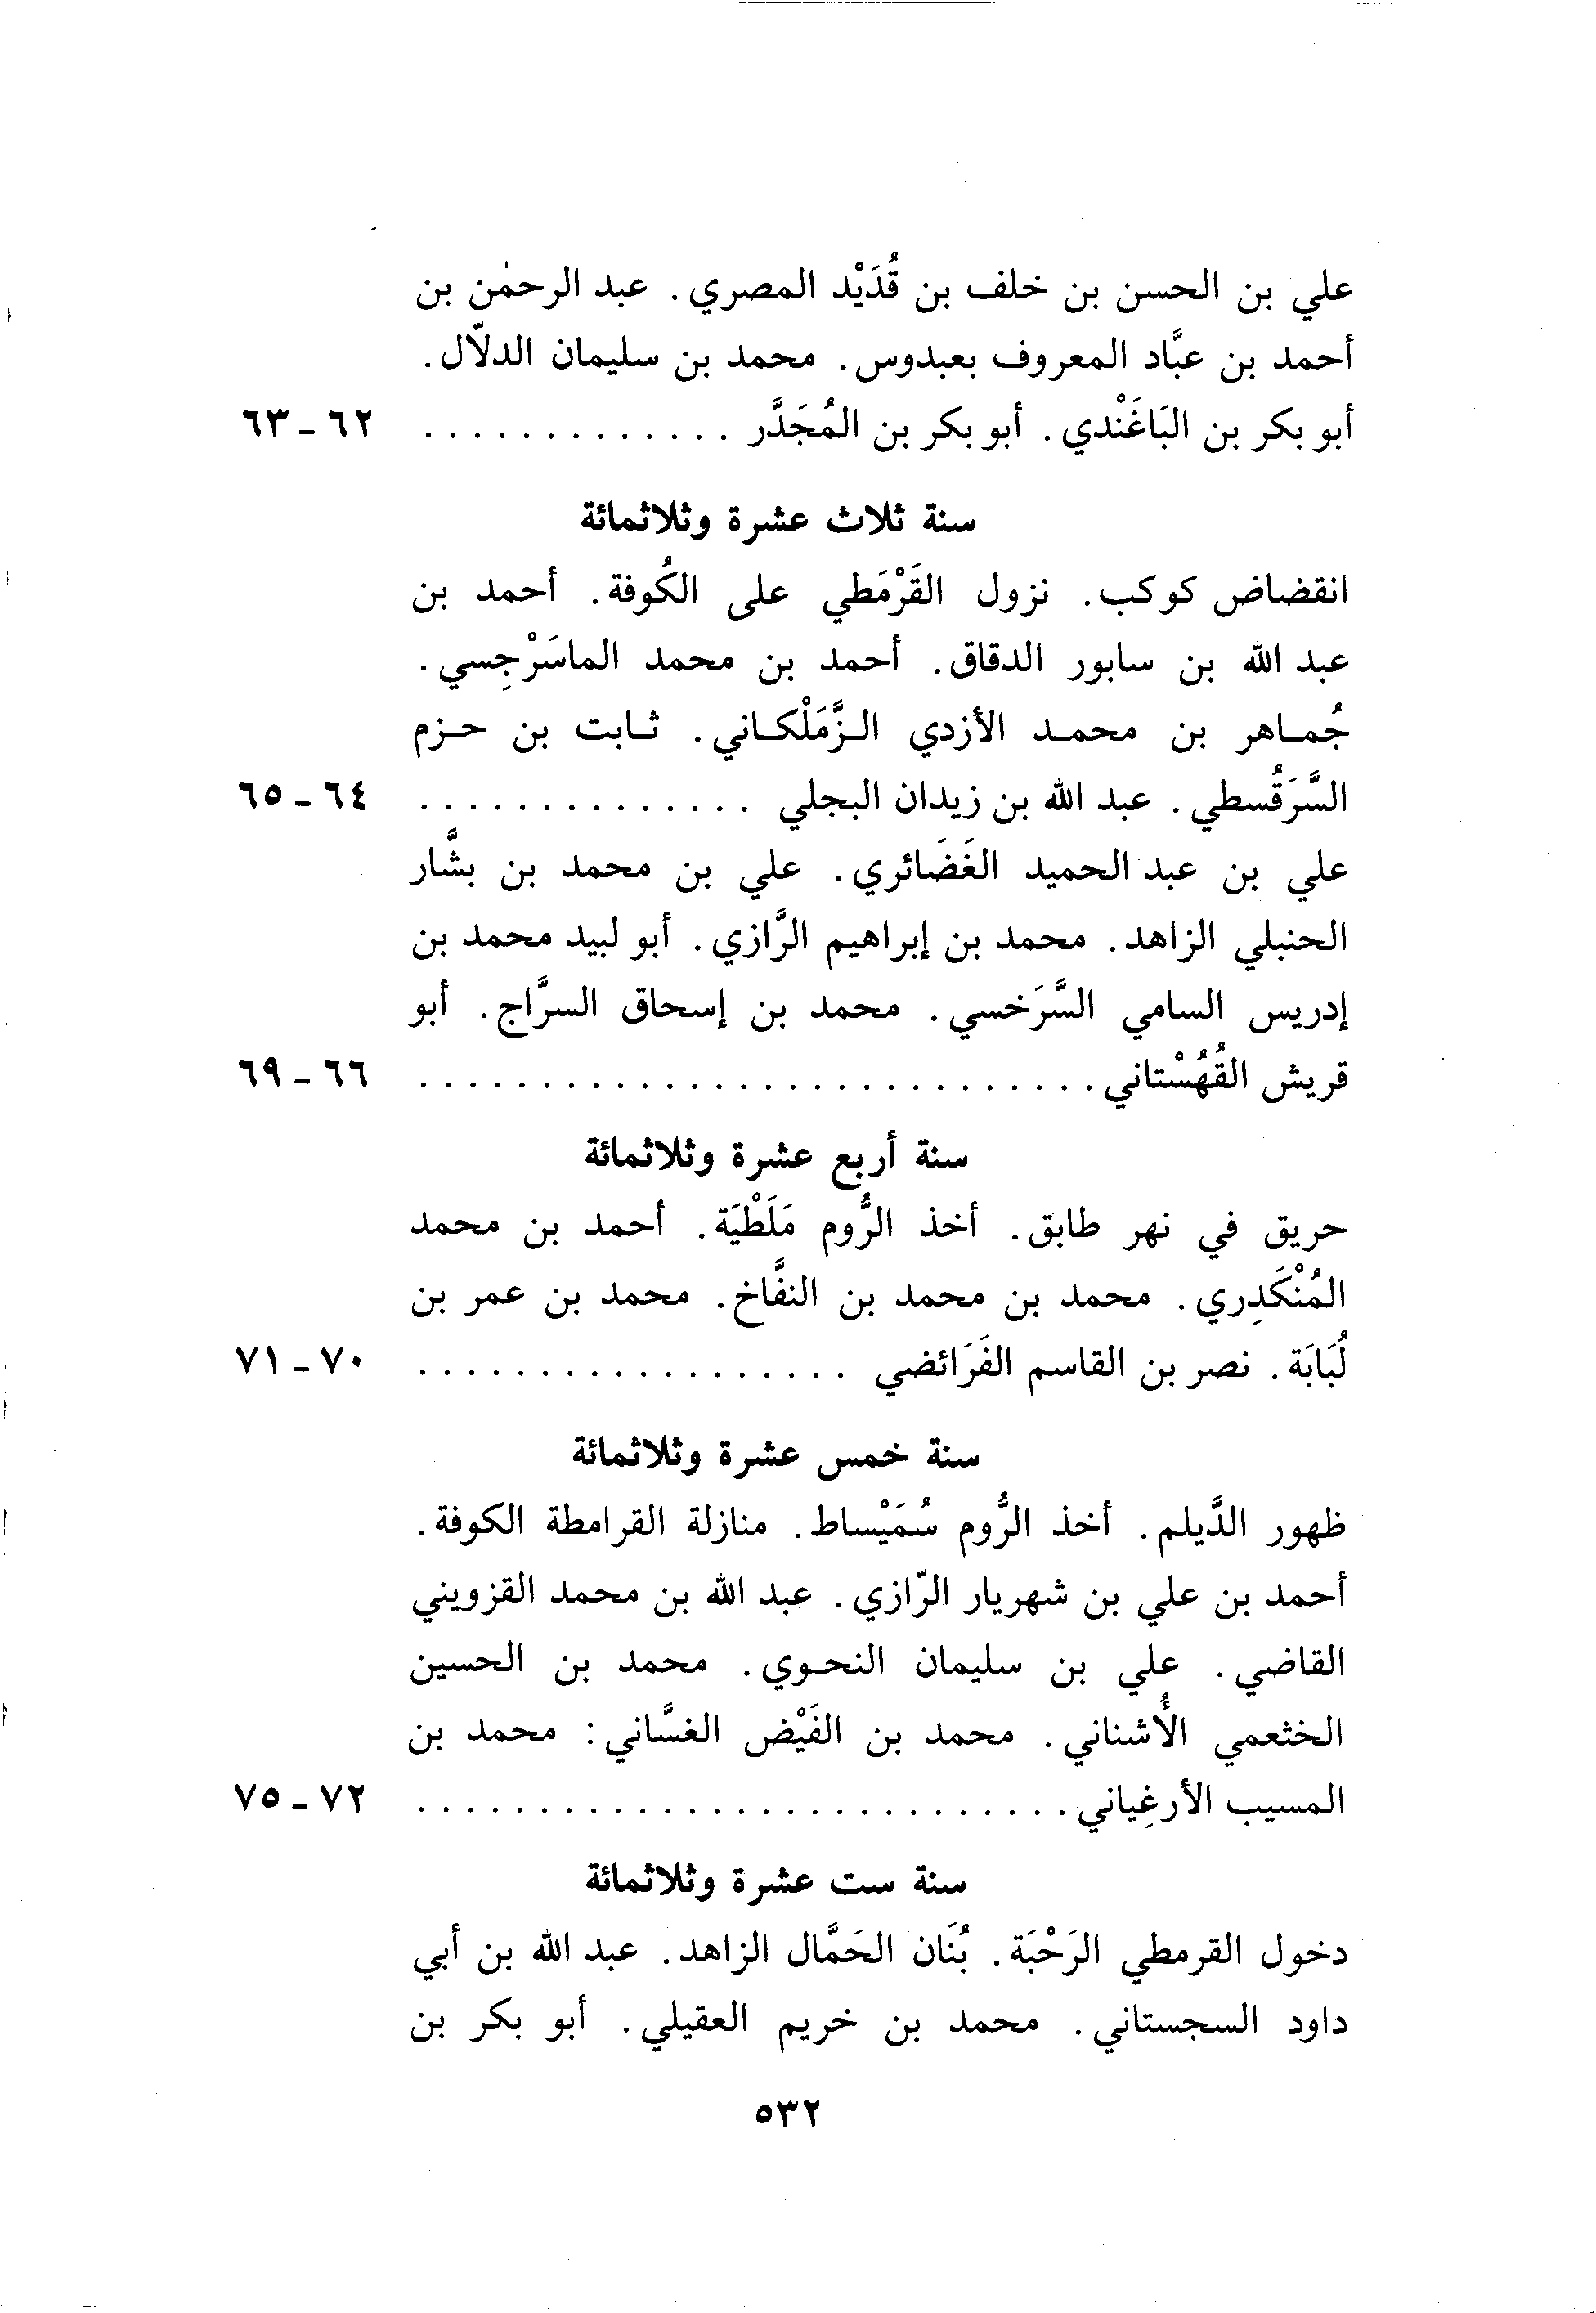 علي بن الحسن بن خلف بن قُدَيْد المصري. عبد الرحمٰن بن
أحمد بن عبَّاد المعروف بعبدوس. محمد بن سليمان الدلاّل.
أبو بكر بن البَاغَنْدي. أبو بكر بن المُجَدَّر . . . . . . . . . . . . . ٦٢ - ٦٣
سنة ثلاث عشرة وثلاثمائة
انقضاض كوكب. نزول القَرْمَطي على الكُوفة. أحمد بن
عبد الله بن سابور الدقاق. أحمد بن محمد الماسَرْجِسي.
جُمـاهر بن محمـد الأزدي الـزَّمَلْكـاني. ثـابت بن حـزم
السَّرَقُسطي. عبد الله بن زيدان البجلي . . . . . . . . . . . . . . ٦٤ - ٦٥
علي بن عبد الحميد الغَضَائري. علي بن محمد بن بشَّار
الحنبلي الزاهد. محمد بن إبراهيم الرَّازي. أبو لبيد محمد بن
إدريس السامي السَّرَخسي. محمد بن إسحاق السرَّاج. أبو
قريش القُهُسْتاني . . . . . . . . . . . . . . . . . . . . . . . . . . . . ٦٦ - ٦٩
سنة أربع عشرة وثلاثمائة
حريق في نهر طابق. أخذ الرُّوم مَلَطْيَة. أحمد بن محمد
المُنْكَدِري. محمد بن محمد بن النفَّاخ. محمد بن عمر بن
لُبَابَة. نصر بن القاسم الفَرَائضي . . . . . . . . . . . . . . . . . . ٧٠ - ٧١
سنة خمس عشرة وثلاثمائة
ظهور الدَّيلم. أخذ الرُّوم سُمَيْساط. منازلة القرامطة الكوفة.
أحمد بن علي بن شهريار الرّازي. عبد الله بن محمد القزويني
القاضي. علي بن سليمان النحـوي. محمد بن الحسين
الخثعمي الأُشناني. محمد بن الفَيْض الغسَّاني: محمد بن
المسيب الأرغِياني . . . . . . . . . . . . . . . . . . . . . . . . . . . ٧٢ - ٧٥
سنة ست عشرة وثلاثمائة
دخول القرمطي الرَحْبَة. بُنَان الحَمَّال الزاهد. عبد الله بن أبي
داود السجستاني. محمد بن خريم العقيلي. أبو بكر بن
٥٣٢